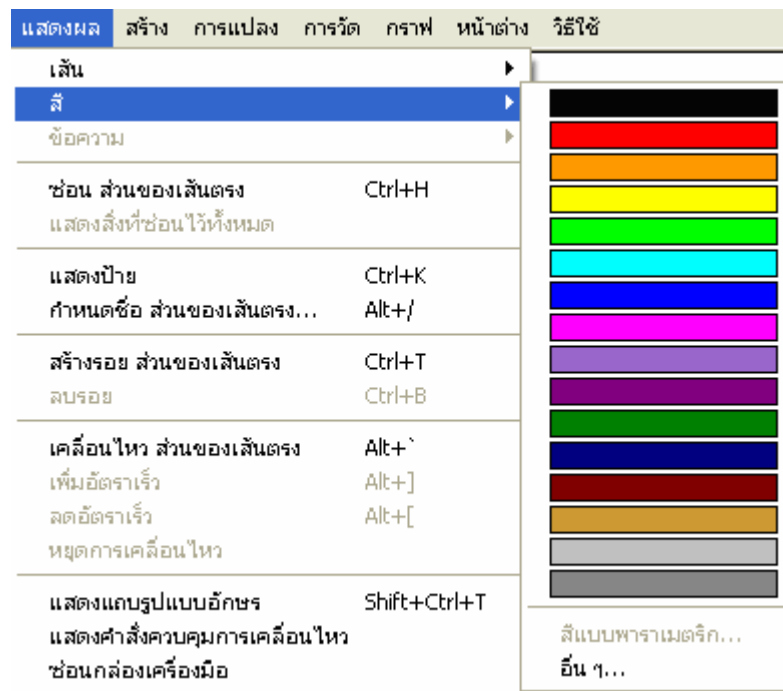 แสดงผล สร้าง การแปลง การวัด กราฟ หน้าต่าง วิธีใช้
เส้น
สี
ข้อความ
ซ่อน ส่วนของเส้นตรง Ctrl+H
แสดงสิ่งที่ซ่อนไว้ทั้งหมด
แสดงป้าย Ctrl+K
กำหนดชื่อ ส่วนของเส้นตรง... Alt+/
สร้างรอย ส่วนของเส้นตรง Ctrl+T
ลบรอย Ctrl+B
เคลื่อนไหว ส่วนของเส้นตรง Alt+`
เพิ่มอัตราเร็ว Alt+]
ลดอัตราเร็ว Alt+[
หยุดการเคลื่อนไหว
แสดงแถบรูปแบบอักษร Shift+Ctrl+T
แสดงคำสั่งควบคุมการเคลื่อนไหว
ซ่อนกล่องเครื่องมือ
สีแบบพาราเมตริก...
อื่น ๆ...